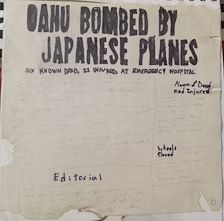 OAHU BOMBED BY
JAPANESE PLANES
SIX KNOWN DEAD, 21 INJURED, AT EMERGENCY HOSPITAL
Names of Dead
and Injured
Schools
Closed
Editorial